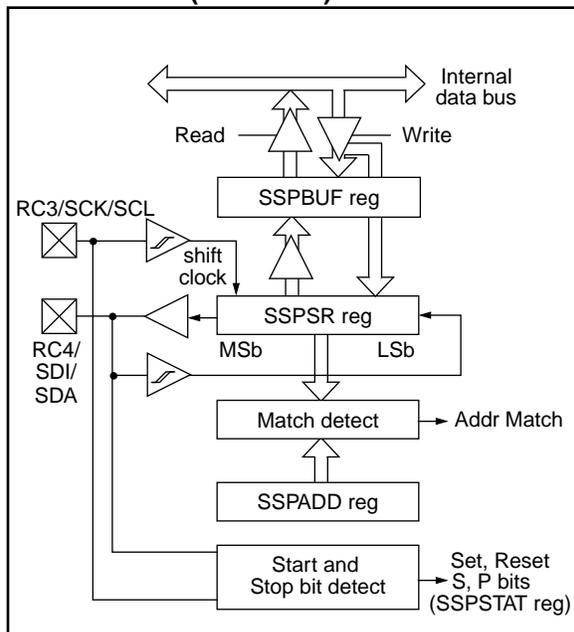 Internal
data bus
Read
Write
SSPBUF reg
RC3/SCK/SCL
shift
clock
SSPSR reg
MSb
LSb
RC4/
SDI/
SDA
Match detect
Addr Match
SSPADD reg
Start and
Stop bit detect
Set, Reset
S, P bits
(SSPSTAT reg)